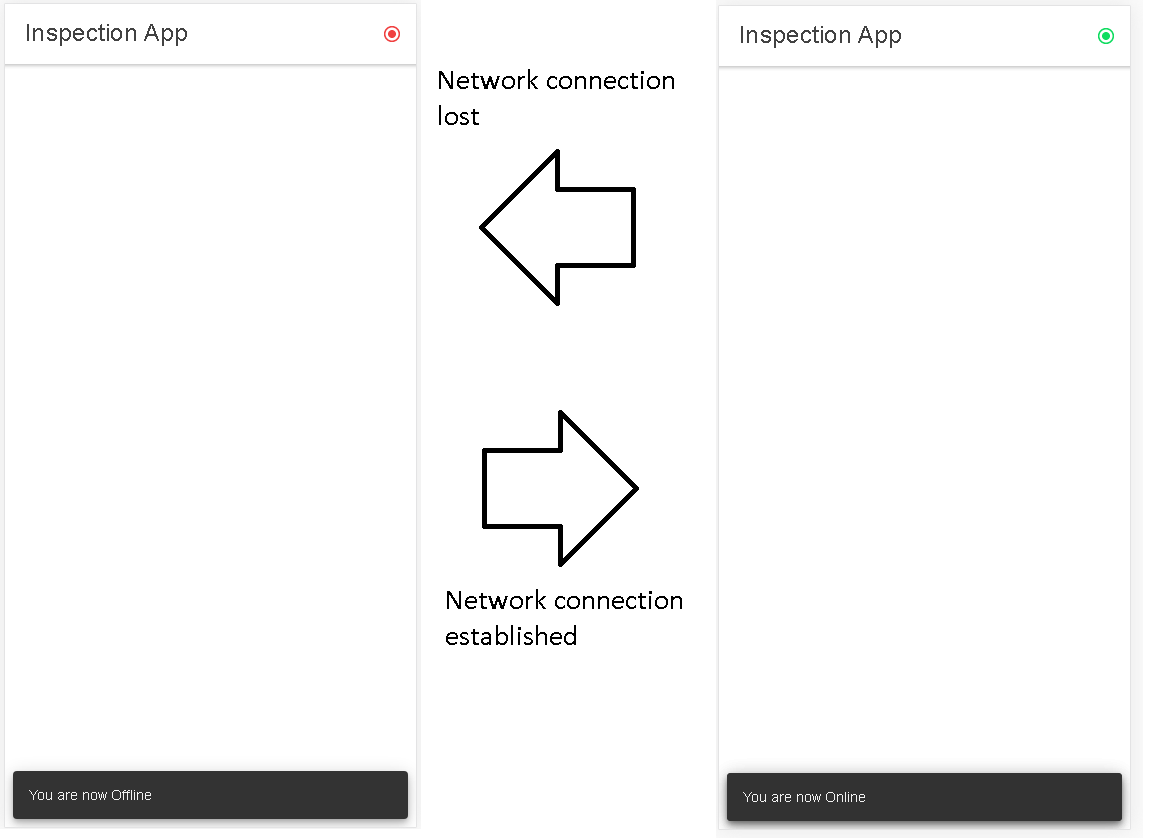 Inspection App
You are now Offline
Network connection
lost
Network connection
established
Inspection App
You are now Online